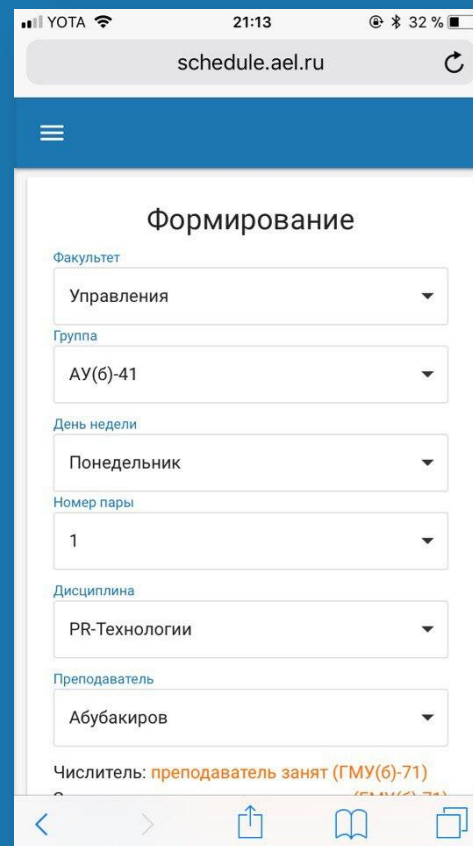 YOTA 21:13 32 %
schedule.ael.ru
Формирование
Факультет
Управления
Группа
АУ(б)-41
День недели
Понедельник
Номер пары
1
Дисциплина
PR-Технологии
Преподаватель
Абубакиров
Числитель: преподаватель занят (ГМУ(б)-71)